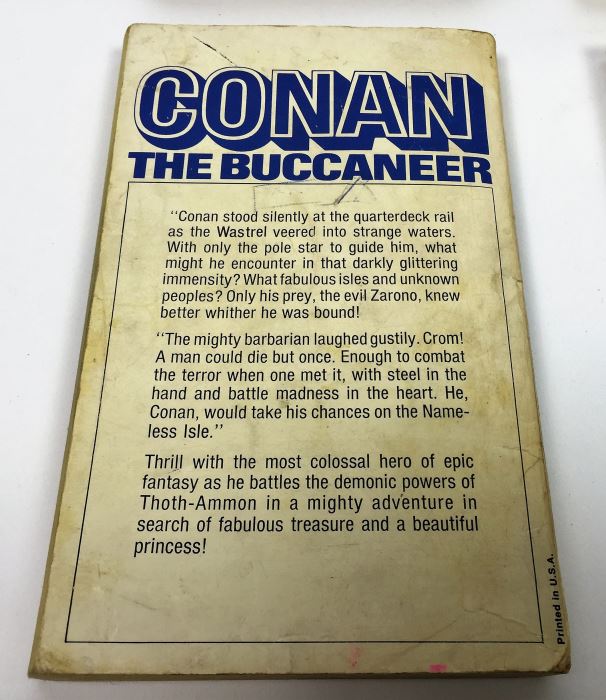 CONAN
THE BUCCANEER
"Conan stood silently at the quarterdeck rail
as the Wastrel veered into strange waters.
With only the pole star to guide him, what
might he encounter in that darkly glittering
immensity? What fabulous isles and unknown
peoples? Only his prey, the evil Zarono, knew
better whither he was bound!
"The mighty barbarian laughed gustily. Crom!
A man could die but once. Enough to combat
the terror when one met it, with steel in the
hand and battle madness in the heart. He,
Conan, would take his chances on the Name-
less Isle."
Thrill with the most colossal hero of epic
fantasy as he battles the demonic powers of
Thoth-Ammon in a mighty adventure in
search of fabulous treasure and a beautiful
princess!
Printed in U.S.A.